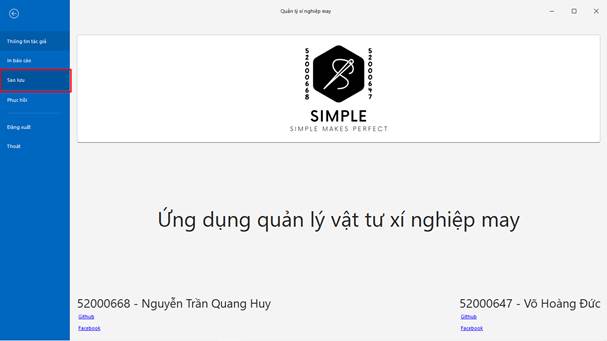 Quản lý xí nghiệp may
Thông tin tác giả
In báo cáo
Sao lưu
Phục hồi
Đăng xuất
Thoát
52000668
52000647
SIMPLE
SIMPLE MAKES PERFECT
Ứng dụng quản lý vật tư xí nghiệp may
52000668 - Nguyễn Trần Quang Huy
Github
Facebook
52000647 - Võ Hoàng Đức
Github
Facebook